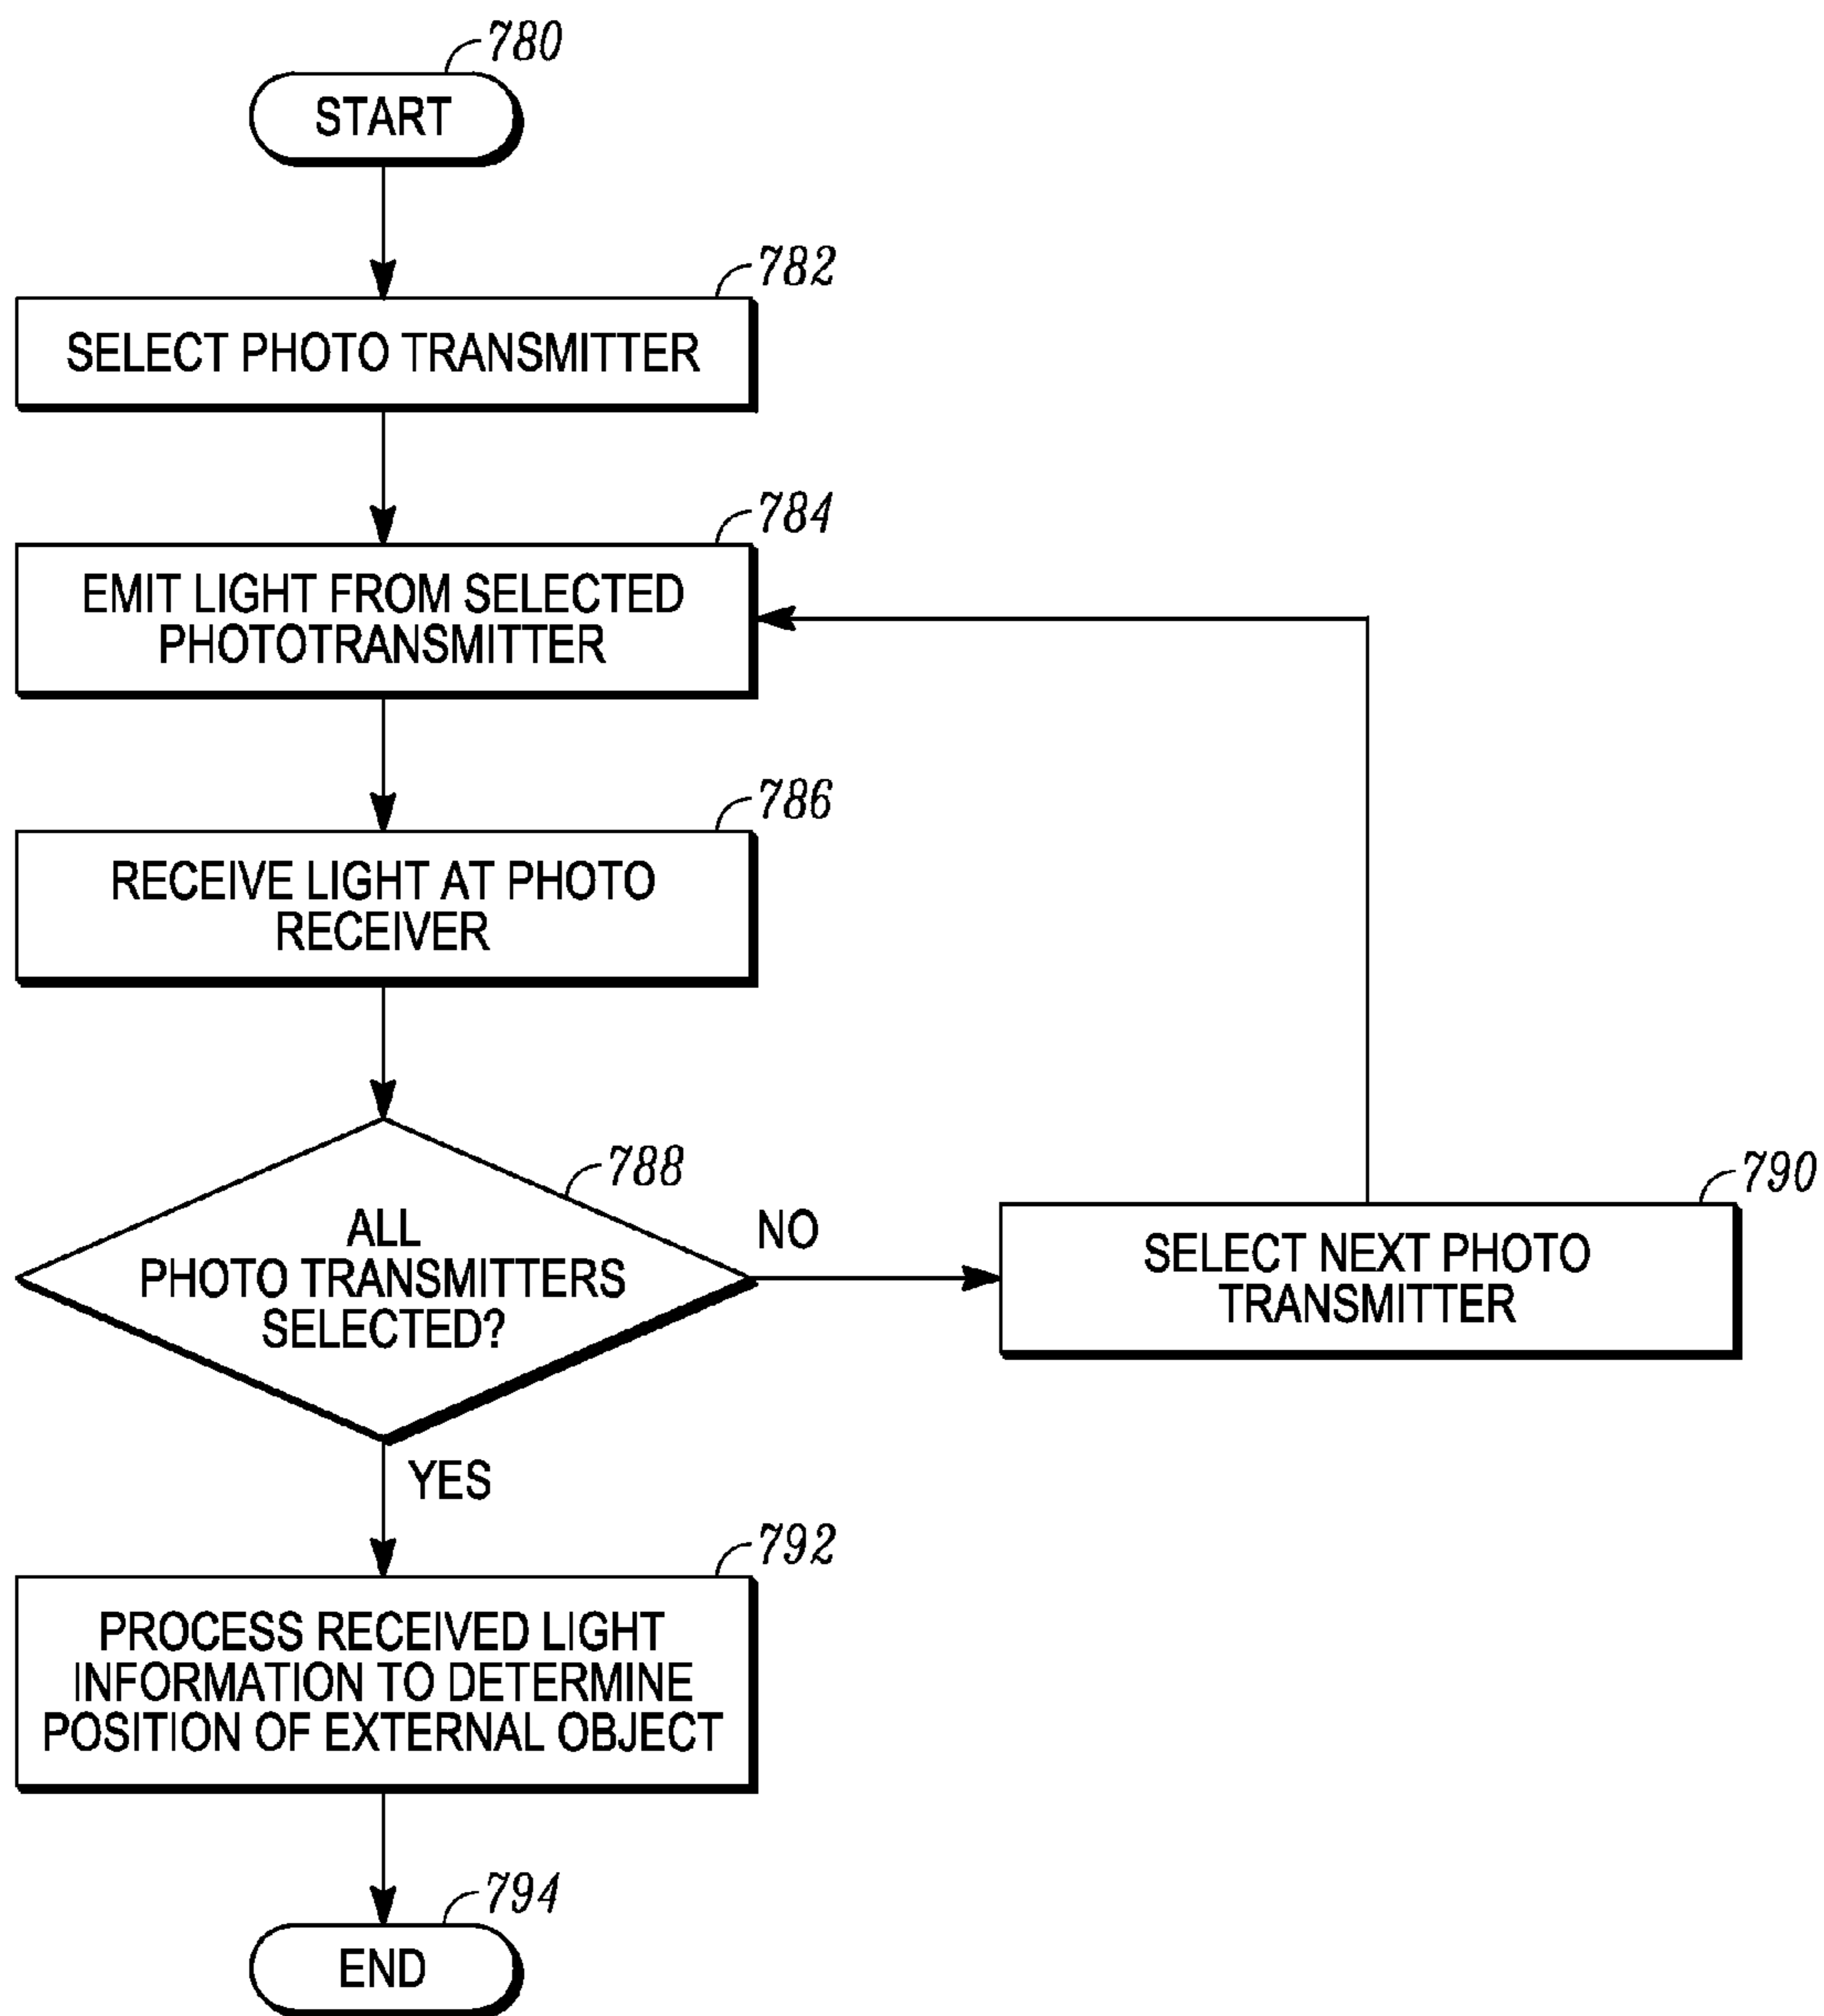 780
START
782
SELECT PHOTO TRANSMITTER
784
EMIT LIGHT FROM SELECTED
PHOTOTRANSMITTER
786
RECEIVE LIGHT AT PHOTO
RECEIVER
788
ALL
PHOTO TRANSMITTERS
SELECTED?
NO
790
SELECT NEXT PHOTO
TRANSMITTER
YES
792
PROCESS RECEIVED LIGHT
INFORMATION TO DETERMINE
POSITION OF EXTERNAL OBJECT
794
END